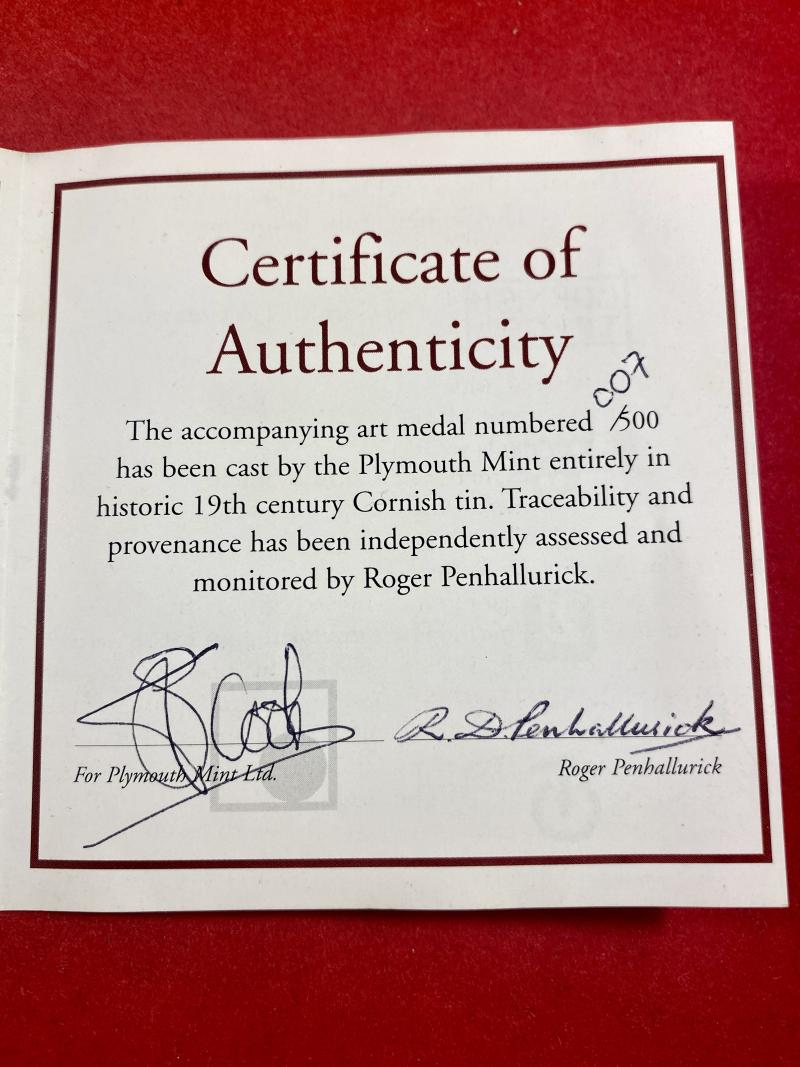 Certificate of
Authenticity
The accompanying art medal numbered 007/500
has been cast by the Plymouth Mint entirely in
historic 19th century Cornish tin. Traceability and
provenance has been independently assessed and
monitored by Roger Penhallurick.
Cook R. D. Penhallurick
For Plymouth Mint Ltd. Roger Penhallurick